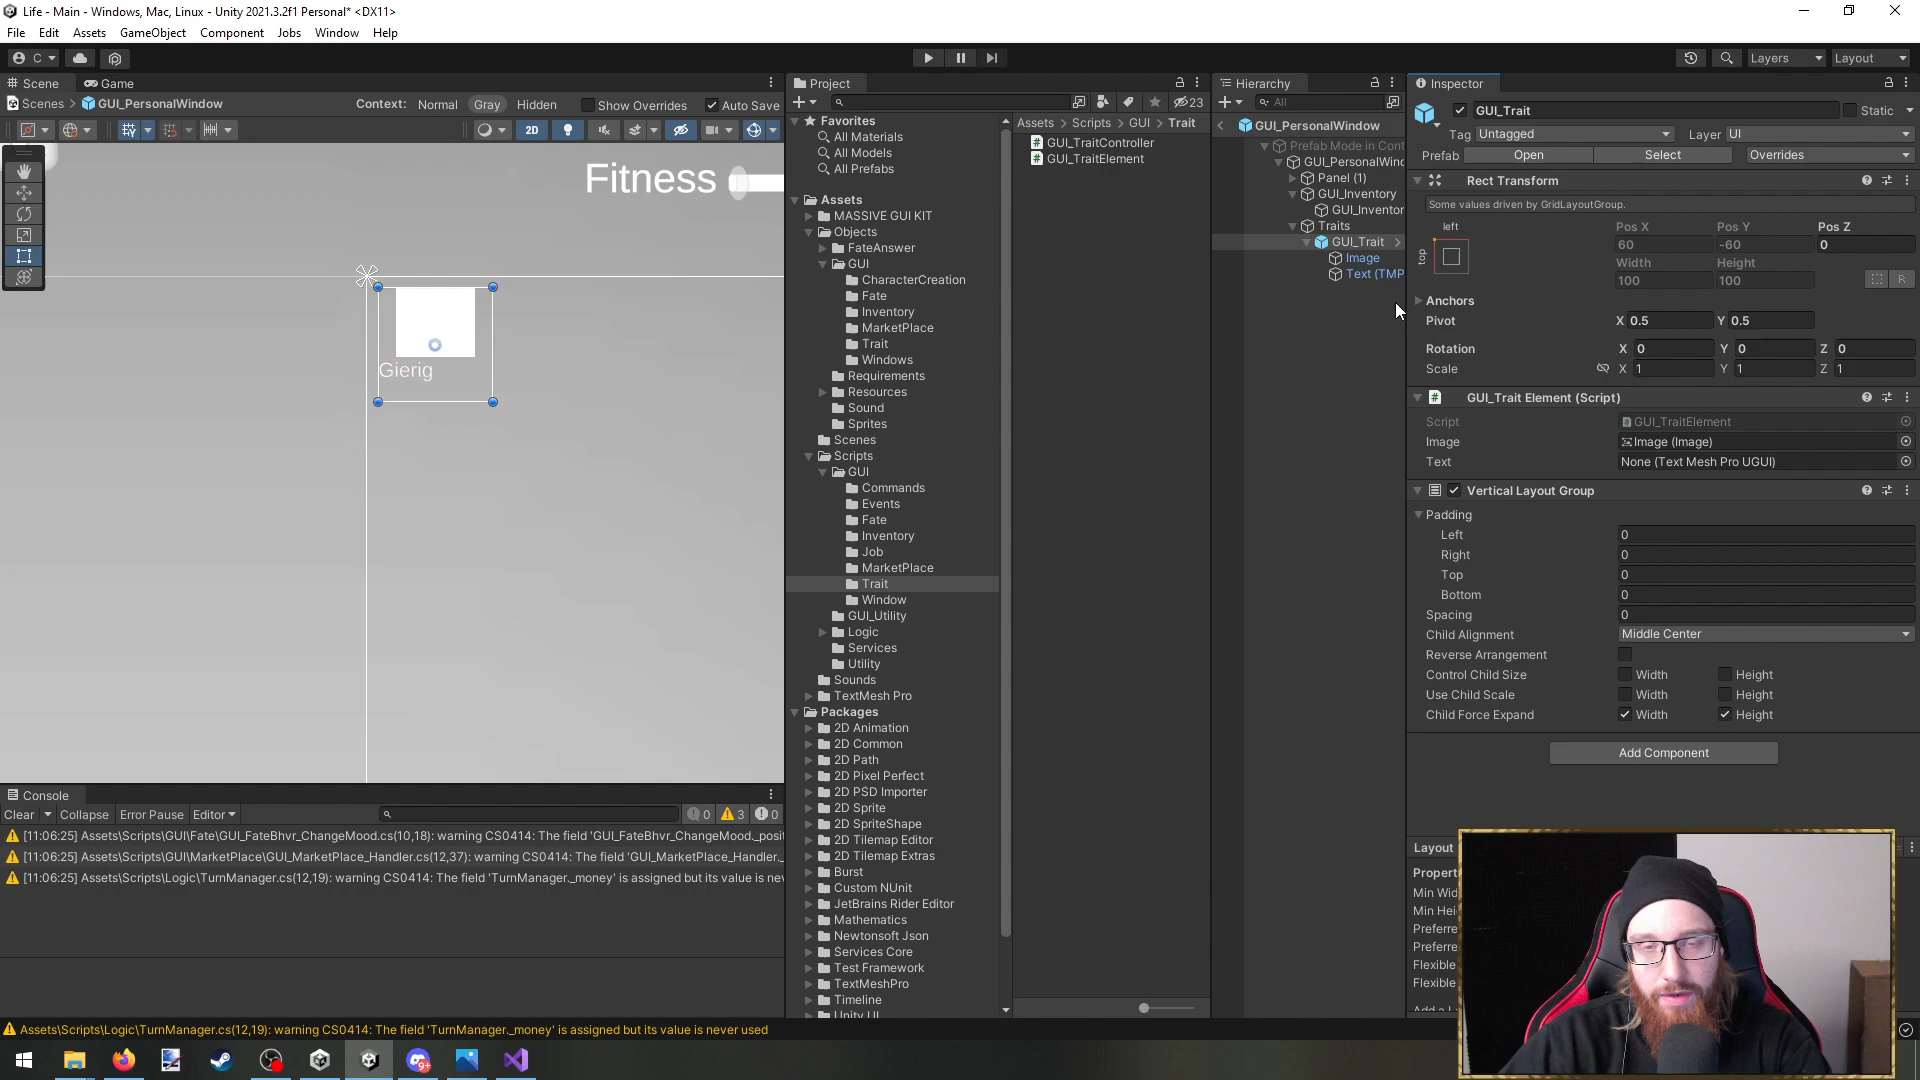 Life - Main - Windows, Mac, Linux - Unity 2021.3.2f1 Personal* <DX11>
File Edit Assets GameObject Component Jobs Window Help
C Layers Layout
Scene Game
Scenes GUI_PersonalWindow Context: Normal Gray Hidden Show Overrides Auto Save
2D
Fitness
Gierig
Project
23
Favorites
All Materials
All Models
All Prefabs
Assets
MASSIVE GUI KIT
Objects
FateAnswer
GUI
CharacterCreation
Fate
Inventory
MarketPlace
Trait
Windows
Requirements
Resources
Sound
Sprites
Scenes
Scripts
GUI
Commands
Events
Fate
Inventory
Job
MarketPlace
Trait
Window
GUI_Utility
Logic
Services
Utility
Sounds
TextMesh Pro
Packages
2D Animation
2D Common
2D Path
2D Pixel Perfect
2D PSD Importer
2D Sprite
2D SpriteShape
2D Tilemap Editor
2D Tilemap Extras
Burst
Custom NUnit
JetBrains Rider Editor
Mathematics
Newtonsoft Json
Services Core
Test Framework
TextMeshPro
Timeline
Unity UI
Assets > Scripts > GUI > Trait
GUI_TraitController
GUI_TraitElement
Hierarchy
All
GUI_PersonalWindow
Prefab Mode in Cont
GUI_PersonalWind
Panel (1)
GUI_Inventory
GUI_Inventor
Traits
GUI_Trait
Image
Text (TMP
Inspector
GUI_Trait Static
Tag Untagged Layer UI
Prefab Open Select Overrides
Rect Transform
Some values driven by GridLayoutGroup.
left Pos X Pos Y Pos Z
top 60 -60 0
Width Height
100 100 R
Anchors
Pivot X 0.5 Y 0.5
Rotation X 0 Y 0 Z 0
Scale X 1 Y 1 Z 1
GUI_Trait Element (Script)
Script GUI_TraitElement
Image Image (Image)
Text None (Text Mesh Pro UGUI)
Vertical Layout Group
Padding
Left 0
Right 0
Top 0
Bottom 0
Spacing 0
Child Alignment Middle Center
Reverse Arrangement
Control Child Size Width Height
Use Child Scale Width Height
Child Force Expand Width Height
Add Component
Layout
Propert
Min Wid
Min Hei
Preferre
Preferre
Flexible
Flexible
Console
Clear Collapse Error Pause Editor 0 3 0
[11:06:25] Assets\Scripts\GUI\Fate\GUI_FateBhvr_ChangeMood.cs(10,18): warning CS0414: The field 'GUI_FateBhvr_ChangeMood._posit
[11:06:25] Assets\Scripts\GUI\MarketPlace\GUI_MarketPlace_Handler.cs(12,37): warning CS0414: The field 'GUI_MarketPlace_Handler._
[11:06:25] Assets\Scripts\Logic\TurnManager.cs(12,19): warning CS0414: The field 'TurnManager._money' is assigned but its value is nev
Assets\Scripts\Logic\TurnManager.cs(12,19): warning CS0414: The field 'TurnManager._money' is assigned but its value is never used
9+